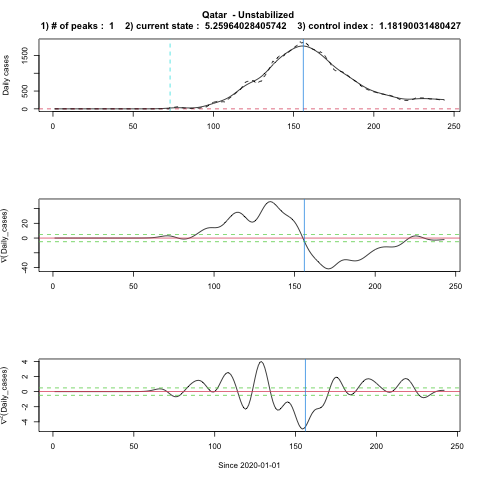 Qatar - Unstabilized
1) # of peaks : 1 2) current state : 5.25964028405742 3) control index : 1.18190031480427
Daily cases
0 500 1500
0 50 100 150 200 250
∇(Daily_cases)
-40 0 20
0 50 100 150 200 250
∇²(Daily_cases)
-4 -2 0 2 4
0 50 100 150 200 250
Since 2020-01-01